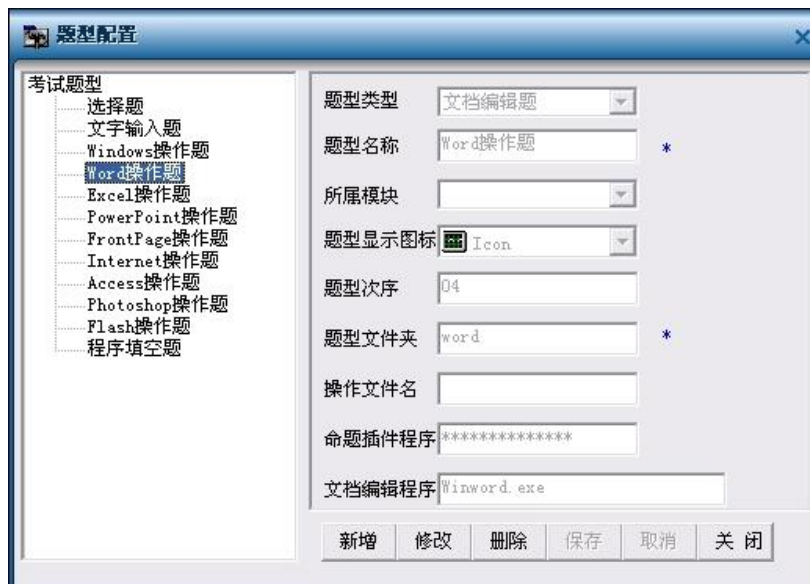 题型配置
考试题型
选择题
文字输入题
Windows操作题
Word操作题
Excel操作题
PowerPoint操作题
FrontPage操作题
Internet操作题
Access操作题
Photoshop操作题
Flash操作题
程序填空题
题型类型 文档编辑题
题型名称 Word操作题 *
所属模块
题型显示图标 Icon
题型次序 04
题型文件夹 word *
操作文件名
命题插件程序 **************
文档编辑程序 Winword.exe
新增 修改 删除 保存 取消 关 闭